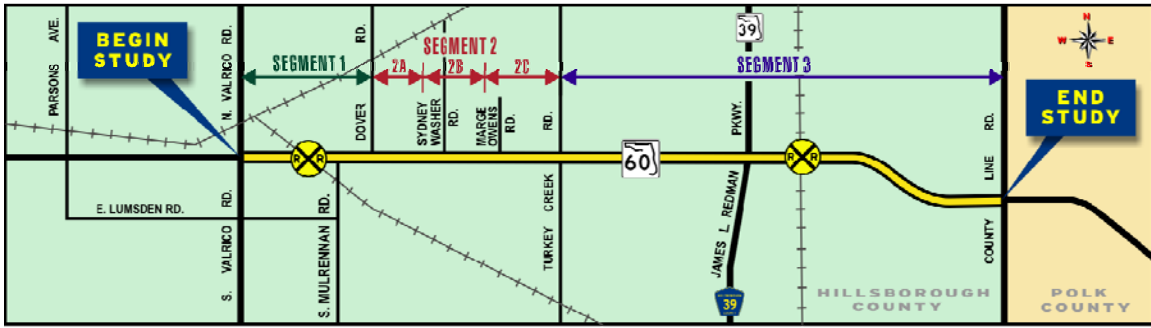 PARSONS AVE.
BEGIN
STUDY
N. VALRICO RD.
SEGMENT 1
DOVER RD.
SEGMENT 2
2A
2B
2C
SYDNEY
WASHER
RD.
MARGE
OWENS
RD.
39
PKWY.
SEGMENT 3
N
W E
S
END
STUDY
R R
60
R R
E. LUMSDEN RD.
S. VALRICO RD.
S. MULRENNAN RD.
TURKEY CREEK RD.
JAMES L. REDMAN
39
COUNTY LINE RD.
HILLSBOROUGH
COUNTY
POLK
COUNTY